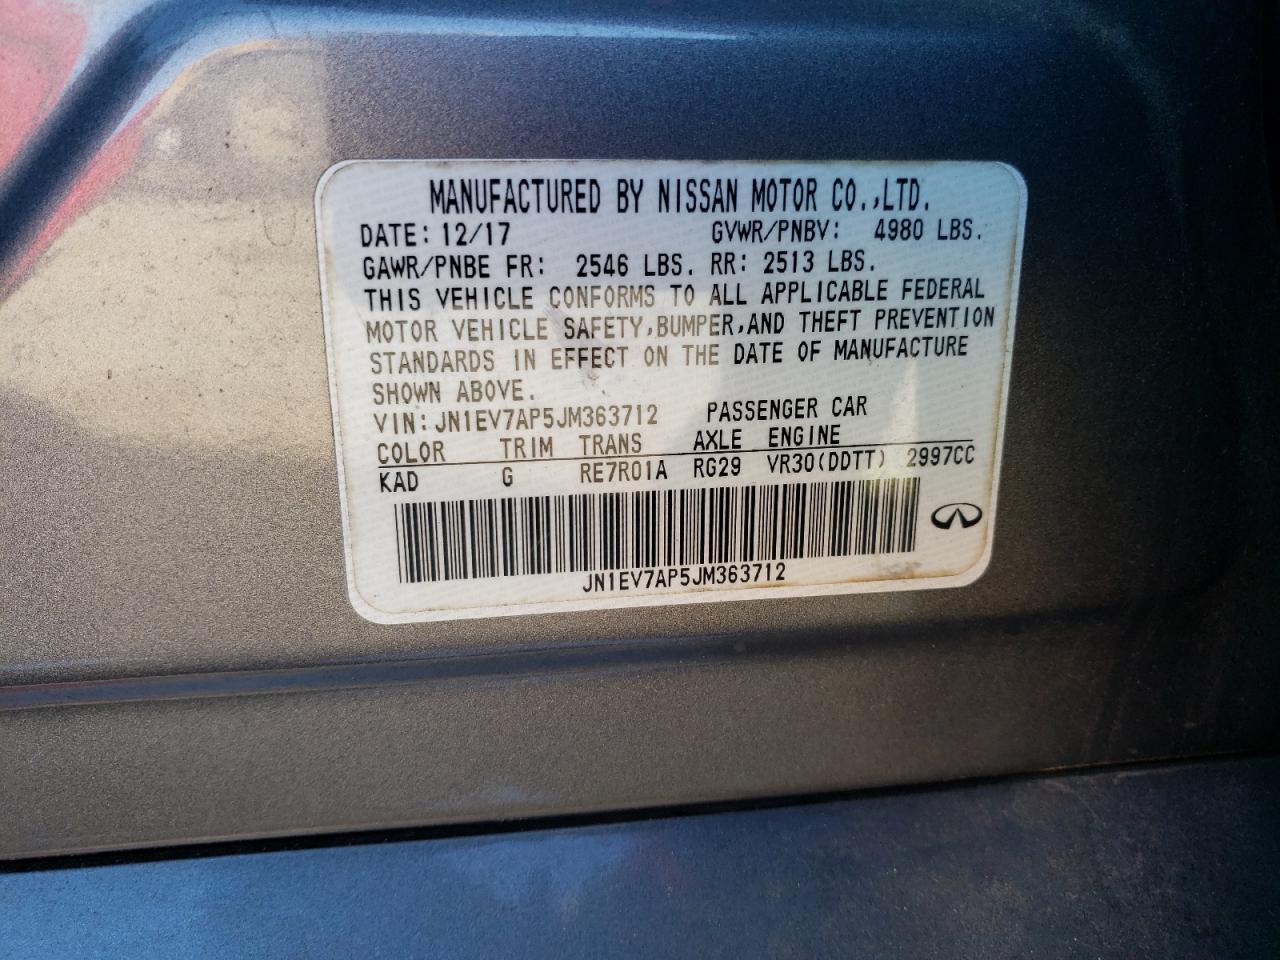 MANUFACTURED BY NISSAN MOTOR CO.,LTD.
DATE: 12/17 GVWR/PNBV: 4980 LBS.
GAWR/PNBE FR: 2546 LBS. RR: 2513 LBS.
THIS VEHICLE CONFORMS TO ALL APPLICABLE FEDERAL
MOTOR VEHICLE SAFETY,BUMPER,AND THEFT PREVENTION
STANDARDS IN EFFECT ON THE DATE OF MANUFACTURE
SHOWN ABOVE.
VIN: JN1EV7AP5JM363712 PASSENGER CAR
COLOR TRIM TRANS AXLE ENGINE
KAD G RE7R01A RG29 VR30(DDTT) 2997CC
JN1EV7AP5JM363712